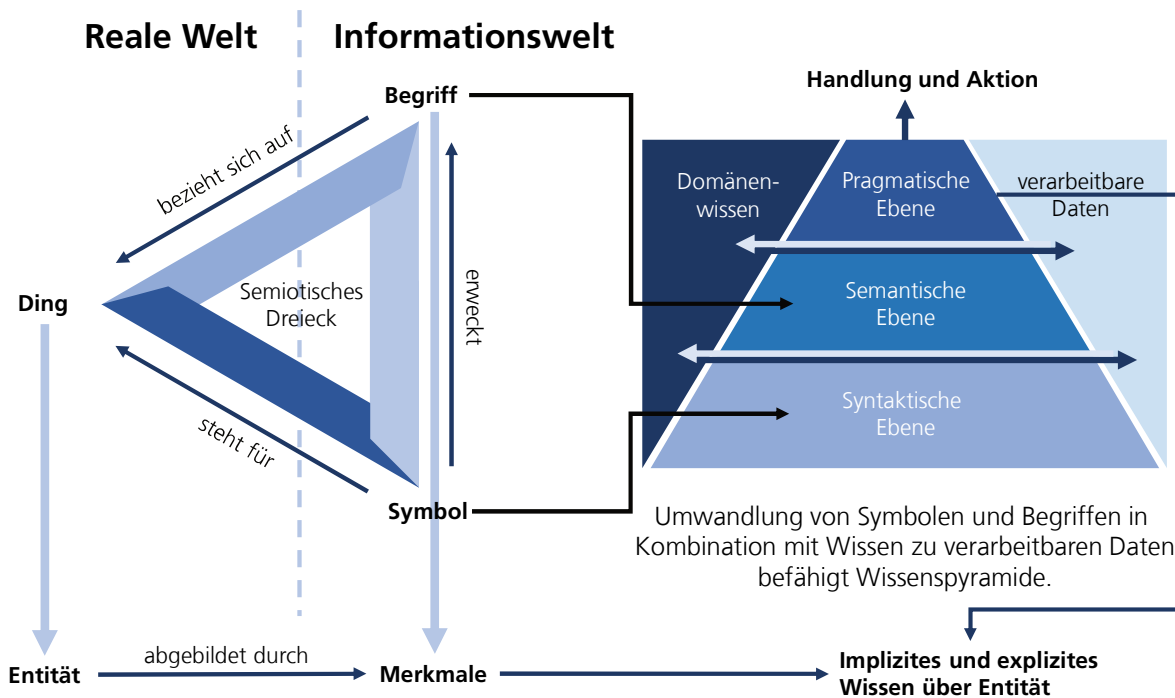 Reale Welt
Informationswelt
Begriff
bezieht sich auf
Ding
Semiotisches
Dreieck
erweckt
steht für
Symbol
Entität
abgebildet durch
Merkmale
Handlung und Aktion
Domänen-
wissen
Pragmatische
Ebene
verarbeitbare
Daten
Semantische
Ebene
Syntaktische
Ebene
Umwandlung von Symbolen und Begriffen in
Kombination mit Wissen zu verarbeitbaren Daten
befähigt Wissenspyramide.
Implizites und explizites
Wissen über Entität